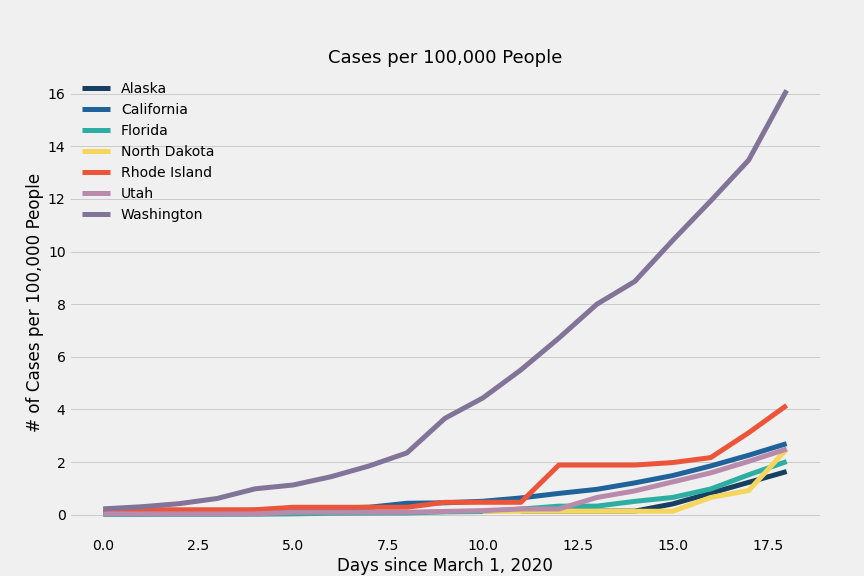 Cases per 100,000 People
Alaska
California
Florida
North Dakota
Rhode Island
Utah
Washington
# of Cases per 100,000 People
16
14
12
10
8
6
4
2
0
0.0 2.5 5.0 7.5 10.0 12.5 15.0 17.5
Days since March 1, 2020